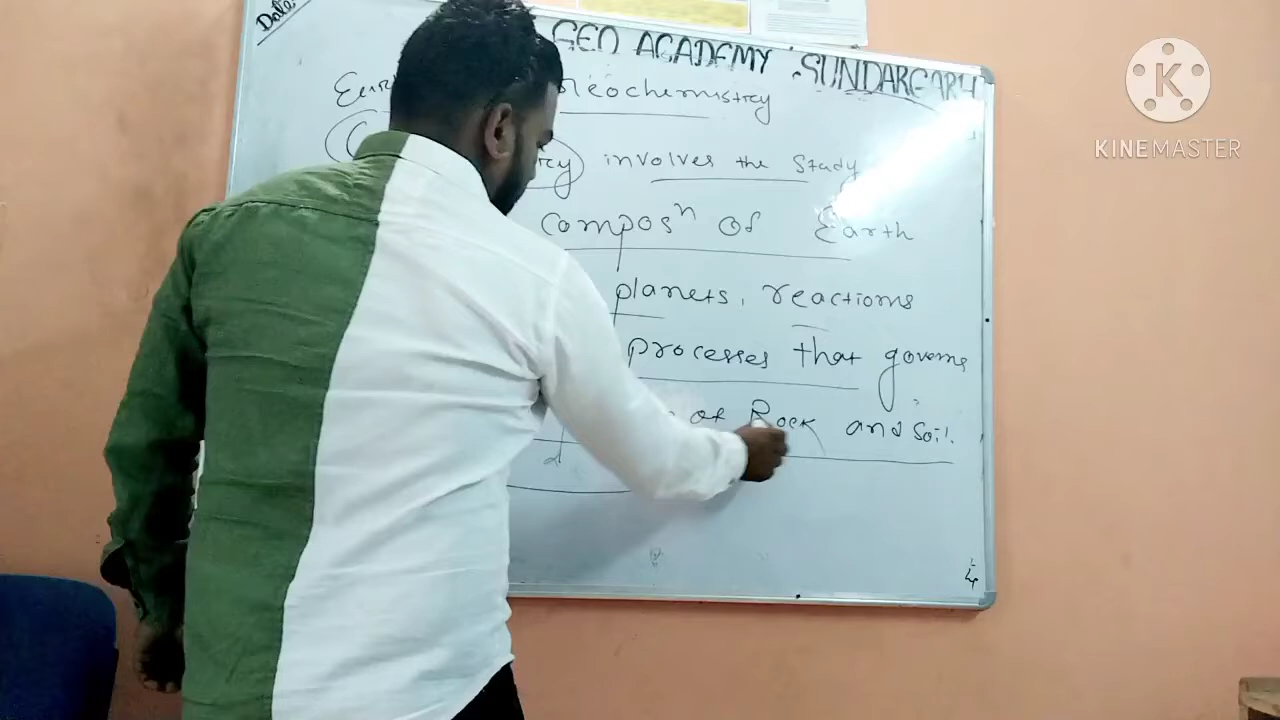 Date:
GEO ACADEMY, SUNDARGARH
Geochemistry
involves the study
composⁿ of Earth
planets, reactions
processes that governs
of Rock and Soil.
KINEMASTER